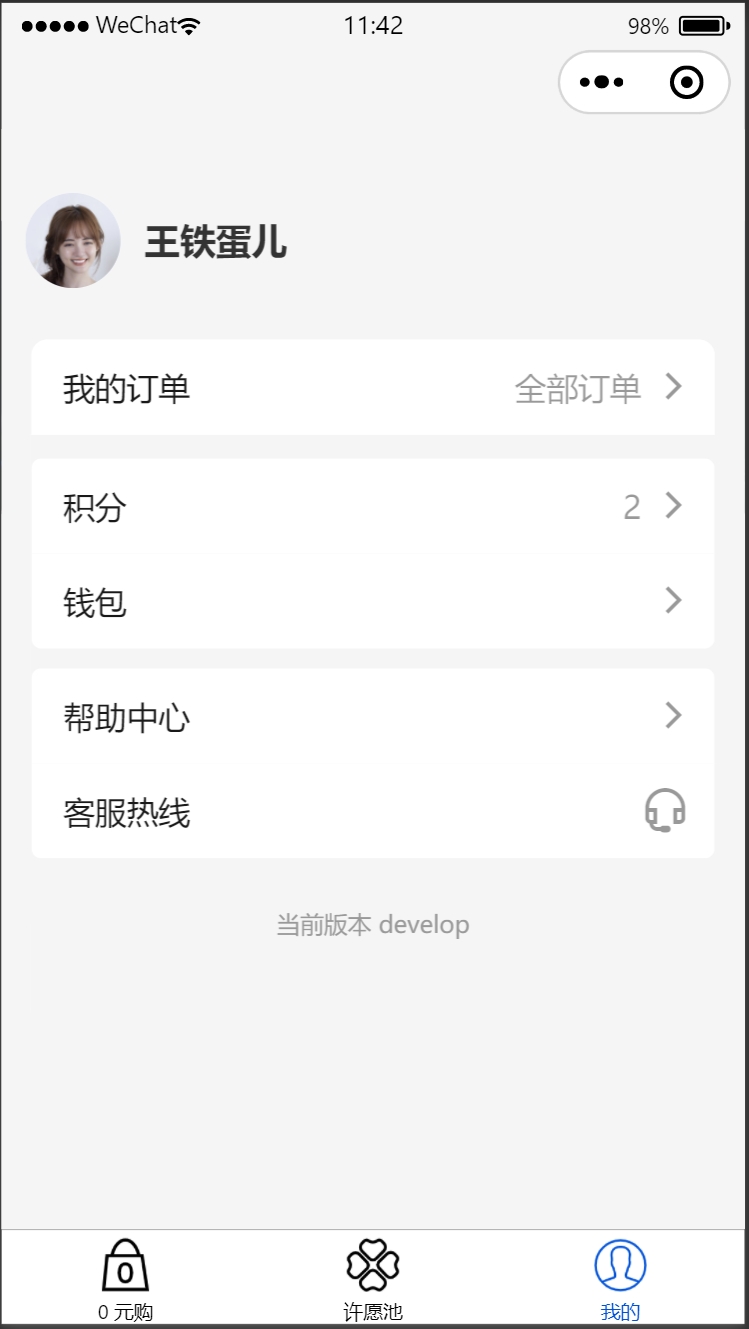 WeChat 11:42 98%
王铁蛋儿
我的订单 全部订单
积分 2
钱包
帮助中心
客服热线
当前版本 develop
0
0 元购 许愿池 我的